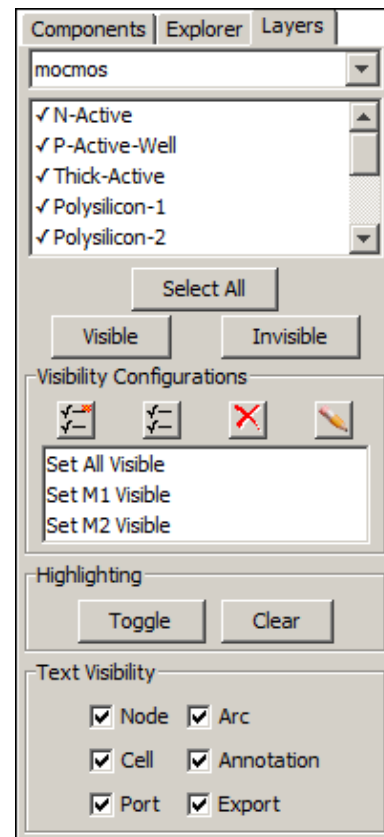 Components Explorer Layers
mocmos
✓ N-Active
✓ P-Active-Well
✓ Thick-Active
✓ Polysilicon-1
✓ Polysilicon-2
Select All
Visible Invisible
Visibility Configurations
Set All Visible
Set M1 Visible
Set M2 Visible
Highlighting
Toggle Clear
Text Visibility
Node Arc
Cell Annotation
Port Export